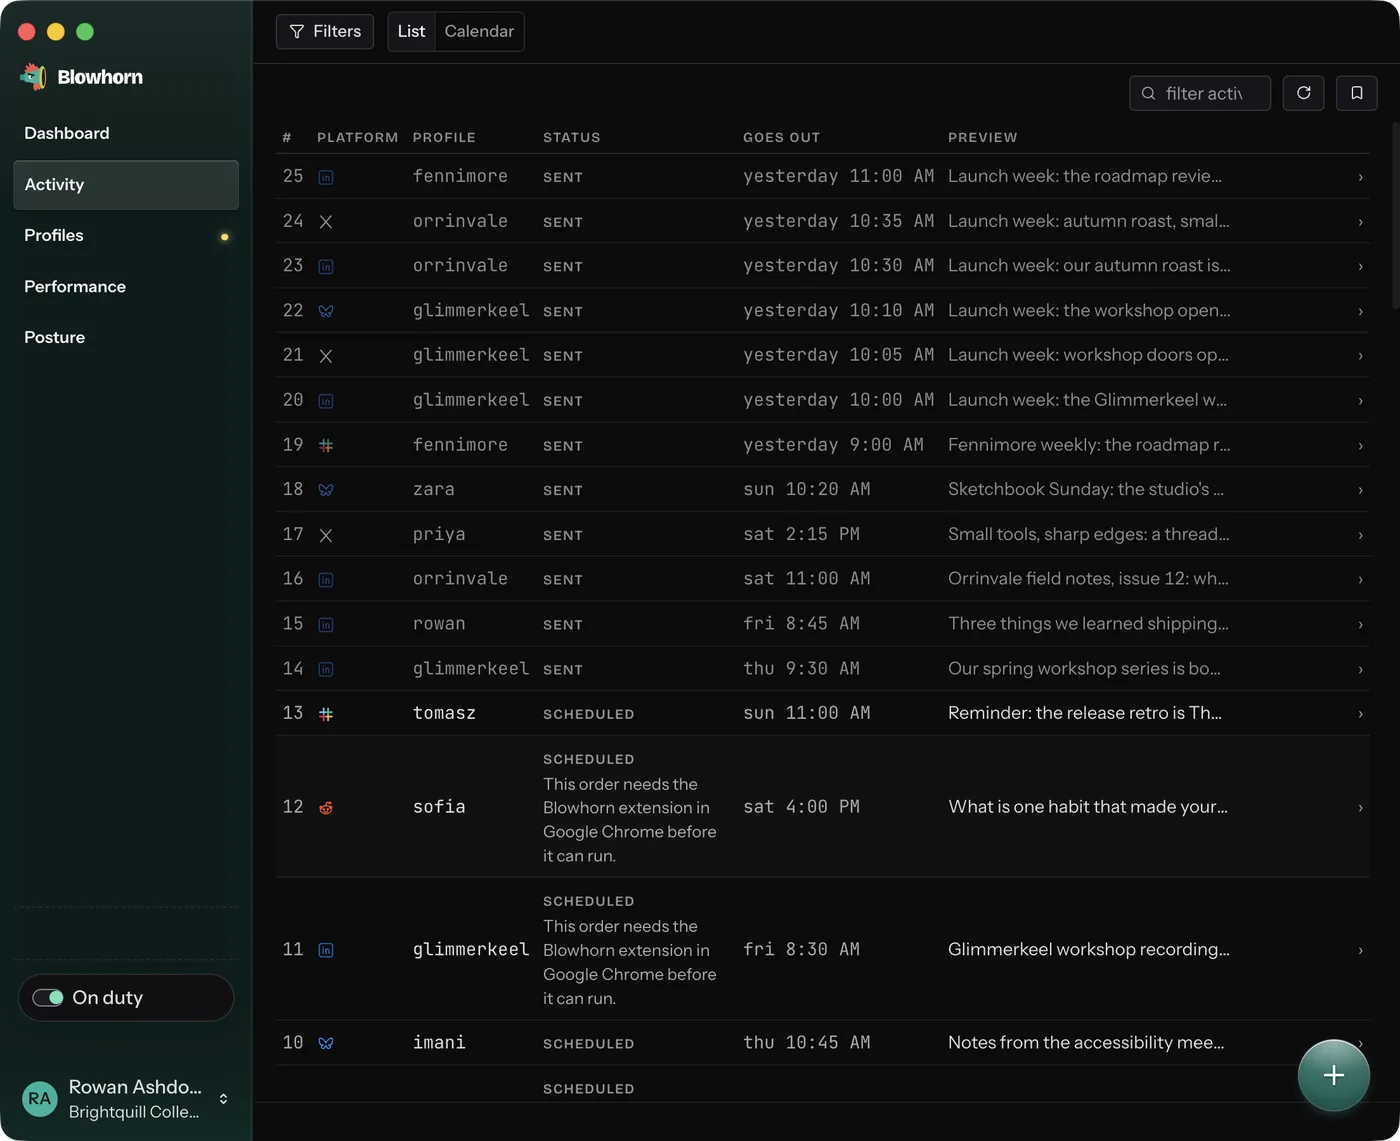 Blowhorn
Dashboard
Activity
Profiles
Performance
Posture
On duty
RA
Rowan Ashdo...
Brightquill Colle...
Filters
List
Calendar
filter activ
# PLATFORM PROFILE STATUS GOES OUT PREVIEW
25 fennimore SENT yesterday 11:00 AM Launch week: the roadmap revie...
24 orrinvale SENT yesterday 10:35 AM Launch week: autumn roast, smal...
23 orrinvale SENT yesterday 10:30 AM Launch week: our autumn roast is...
22 glimmerkeel SENT yesterday 10:10 AM Launch week: the workshop open...
21 glimmerkeel SENT yesterday 10:05 AM Launch week: workshop doors op...
20 glimmerkeel SENT yesterday 10:00 AM Launch week: the Glimmerkeel w...
19 fennimore SENT yesterday 9:00 AM Fennimore weekly: the roadmap r...
18 zara SENT sun 10:20 AM Sketchbook Sunday: the studio's ...
17 priya SENT sat 2:15 PM Small tools, sharp edges: a thread...
16 orrinvale SENT sat 11:00 AM Orrinvale field notes, issue 12: wh...
15 rowan SENT fri 8:45 AM Three things we learned shipping...
14 glimmerkeel SENT thu 9:30 AM Our spring workshop series is bo...
13 tomasz SCHEDULED sun 11:00 AM Reminder: the release retro is Th...
SCHEDULED
This order needs the
12 sofia Blowhorn extension in sat 4:00 PM What is one habit that made your...
Google Chrome before
it can run.
SCHEDULED
This order needs the
11 glimmerkeel Blowhorn extension in fri 8:30 AM Glimmerkeel workshop recording...
Google Chrome before
it can run.
10 imani SCHEDULED thu 10:45 AM Notes from the accessibility mee...
SCHEDULED